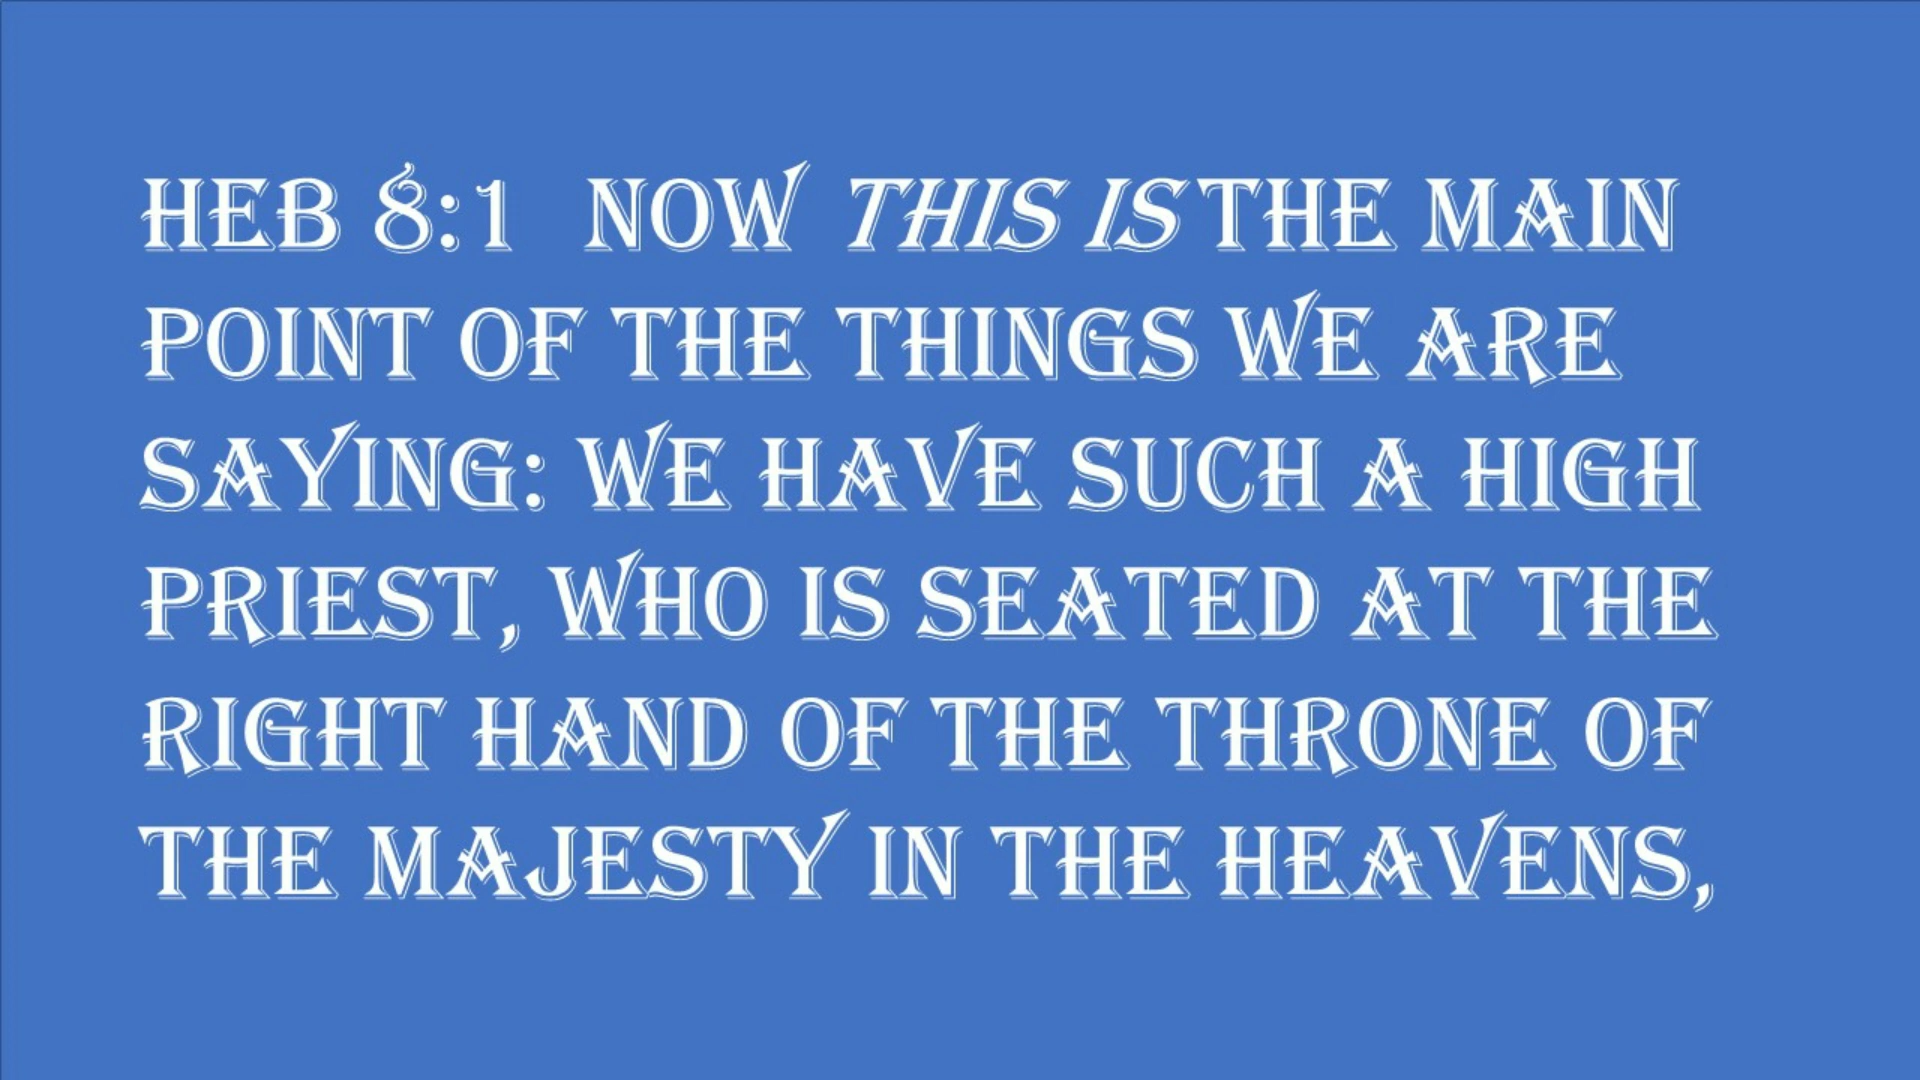 HEB 8:1 NOW THIS IS THE MAIN
POINT OF THE THINGS WE ARE
SAYING: WE HAVE SUCH A HIGH
PRIEST, WHO IS SEATED AT THE
RIGHT HAND OF THE THRONE OF
THE MAJESTY IN THE HEAVENS,